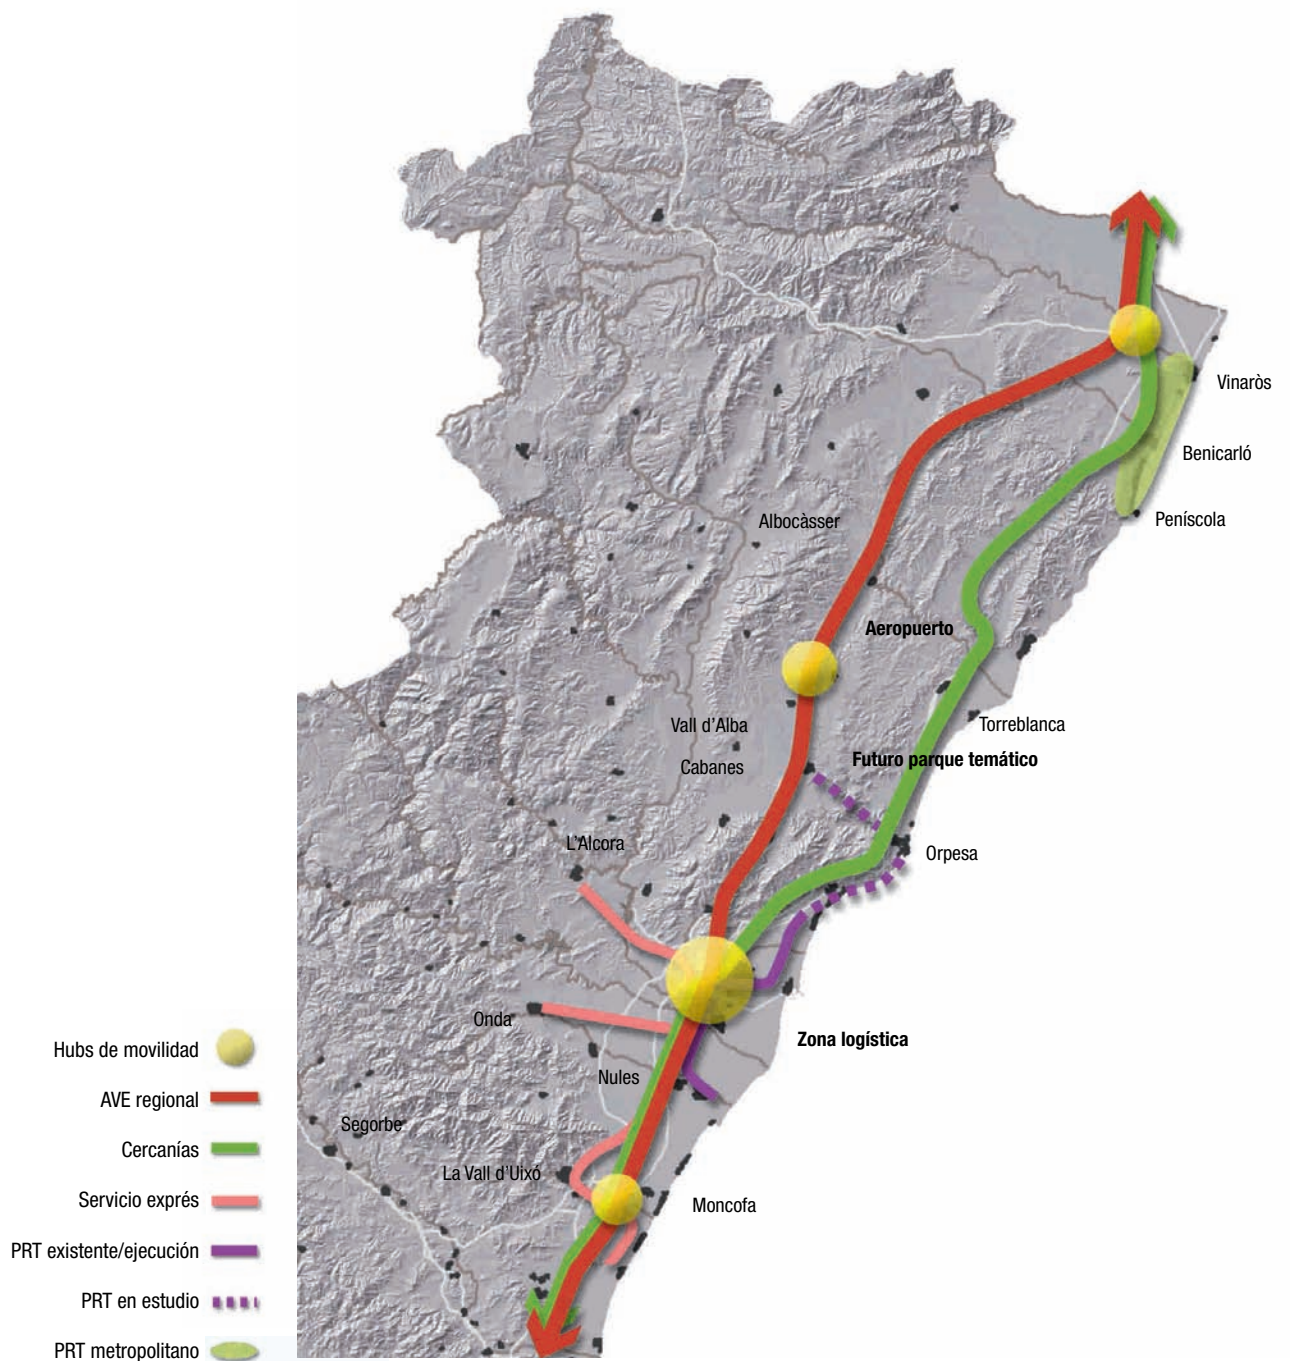 Vinaròs
Benicarló
Peníscola
Albocàsser
Aeropuerto
Torreblanca
Vall d'Alba
Futuro parque temático
Cabanes
L'Alcora
Orpesa
Onda
Zona logística
Nules
Segorbe
La Vall d'Uixó
Moncofa
Hubs de movilidad
AVE regional
Cercanías
Servicio exprés
PRT existente/ejecución
PRT en estudio
PRT metropolitano